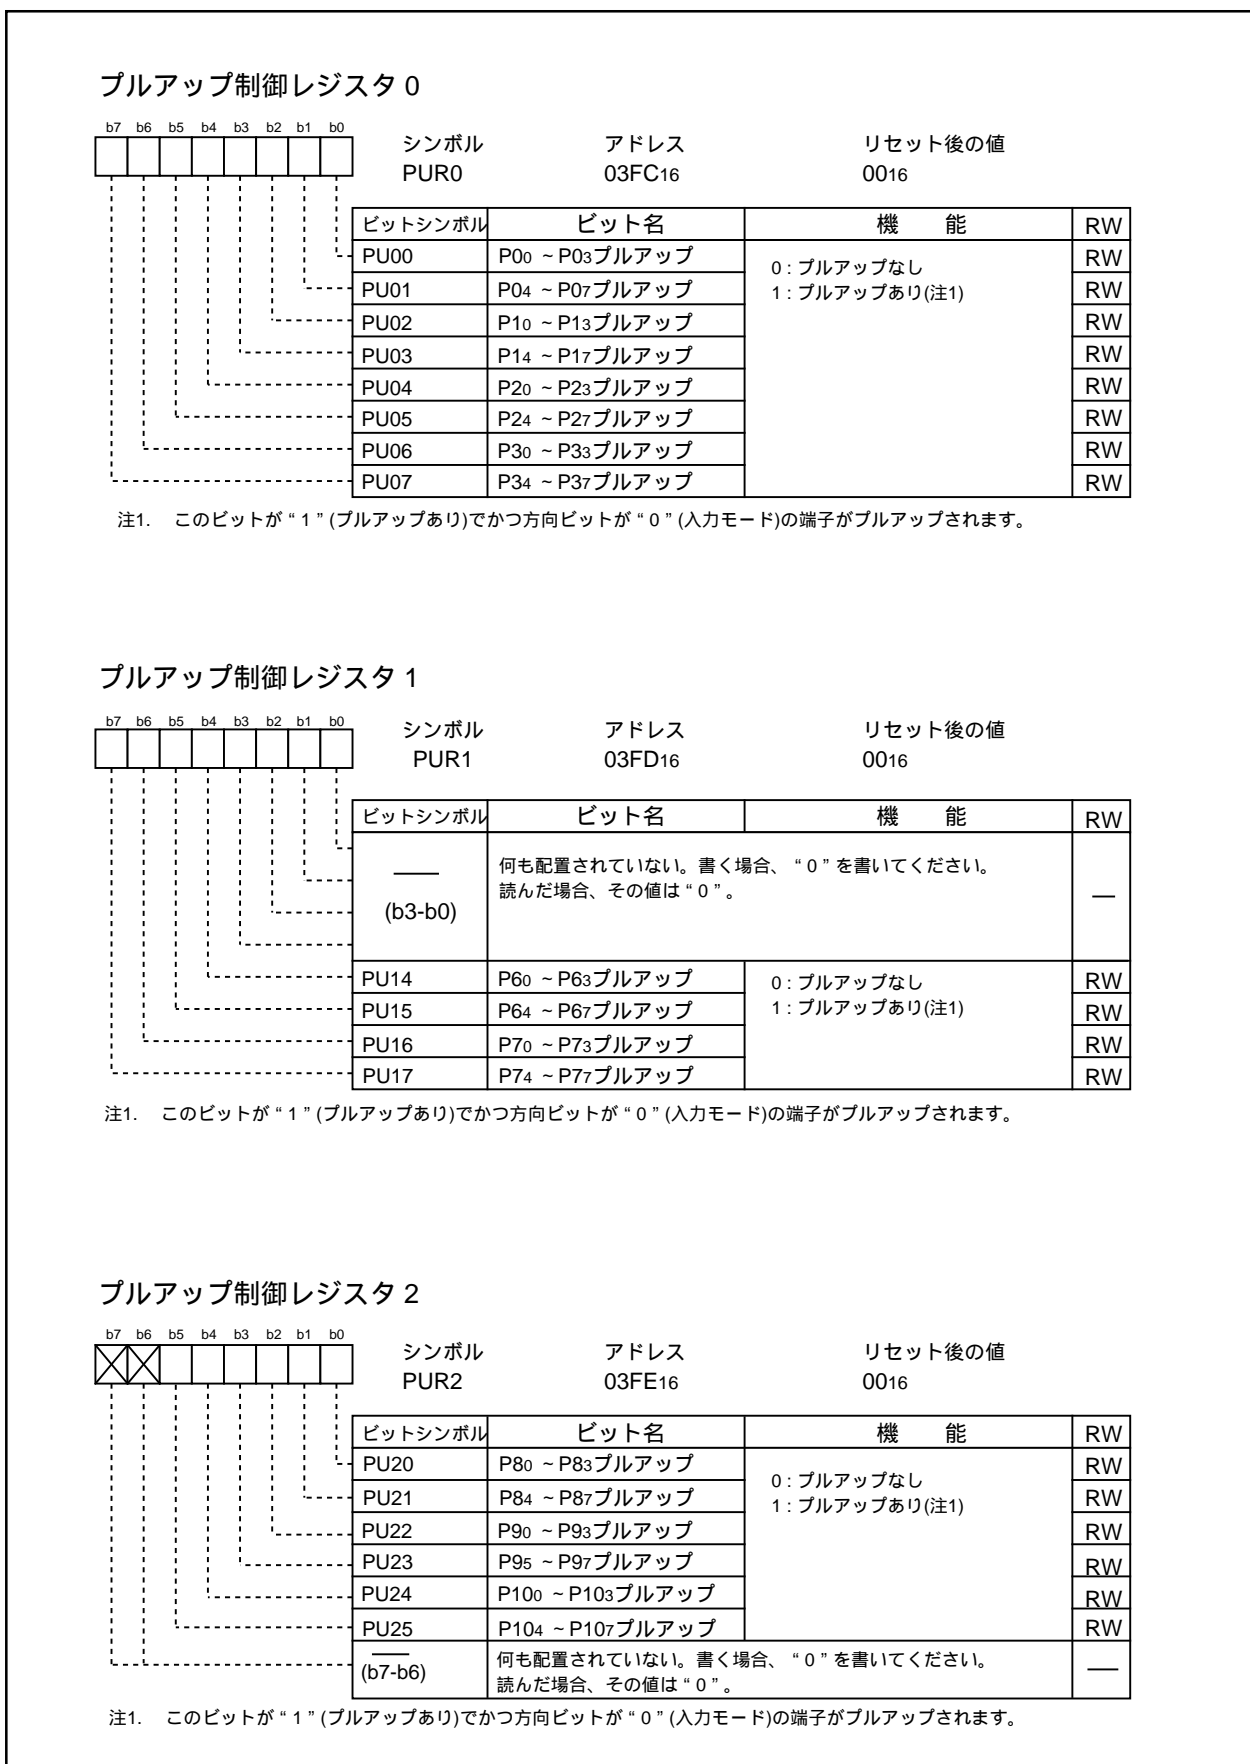 プルアップ制御レジスタ 0
b7 b6 b5 b4 b3 b2 b1 b0
シンボル アドレス リセット後の値
PUR0 03FC16 0016
ビットシンボル ビット名 機 能 RW
PU00 P00 ~ P03プルアップ 0 : プルアップなし RW
PU01 P04 ~ P07プルアップ 1 : プルアップあり(注1) RW
PU02 P10 ~ P13プルアップ RW
PU03 P14 ~ P17プルアップ RW
PU04 P20 ~ P23プルアップ RW
PU05 P24 ~ P27プルアップ RW
PU06 P30 ~ P33プルアップ RW
PU07 P34 ~ P37プルアップ RW
注1. このビットが “ 1 ” (プルアップあり)でかつ方向ビットが “ 0 ” (入力モード)の端子がプルアップされます。
プルアップ制御レジスタ 1
b7 b6 b5 b4 b3 b2 b1 b0
シンボル アドレス リセット後の値
PUR1 03FD16 0016
ビットシンボル ビット名 機 能 RW
何も配置されていない。書く場合、 “ 0 ” を書いてください。
読んだ場合、その値は “ 0 ” 。
(b3-b0) —
PU14 P60 ~ P63プルアップ 0 : プルアップなし RW
PU15 P64 ~ P67プルアップ 1 : プルアップあり(注1) RW
PU16 P70 ~ P73プルアップ RW
PU17 P74 ~ P77プルアップ RW
注1. このビットが “ 1 ” (プルアップあり)でかつ方向ビットが “ 0 ” (入力モード)の端子がプルアップされます。
プルアップ制御レジスタ 2
b7 b6 b5 b4 b3 b2 b1 b0
シンボル アドレス リセット後の値
PUR2 03FE16 0016
ビットシンボル ビット名 機 能 RW
PU20 P80 ~ P83プルアップ 0 : プルアップなし RW
PU21 P84 ~ P87プルアップ 1 : プルアップあり(注1) RW
PU22 P90 ~ P93プルアップ RW
PU23 P95 ~ P97プルアップ RW
PU24 P100 ~ P103プルアップ RW
PU25 P104 ~ P107プルアップ RW
(b7-b6) 何も配置されていない。書く場合、 “ 0 ” を書いてください。 —
読んだ場合、その値は “ 0 ” 。
注1. このビットが “ 1 ” (プルアップあり)でかつ方向ビットが “ 0 ” (入力モード)の端子がプルアップされます。